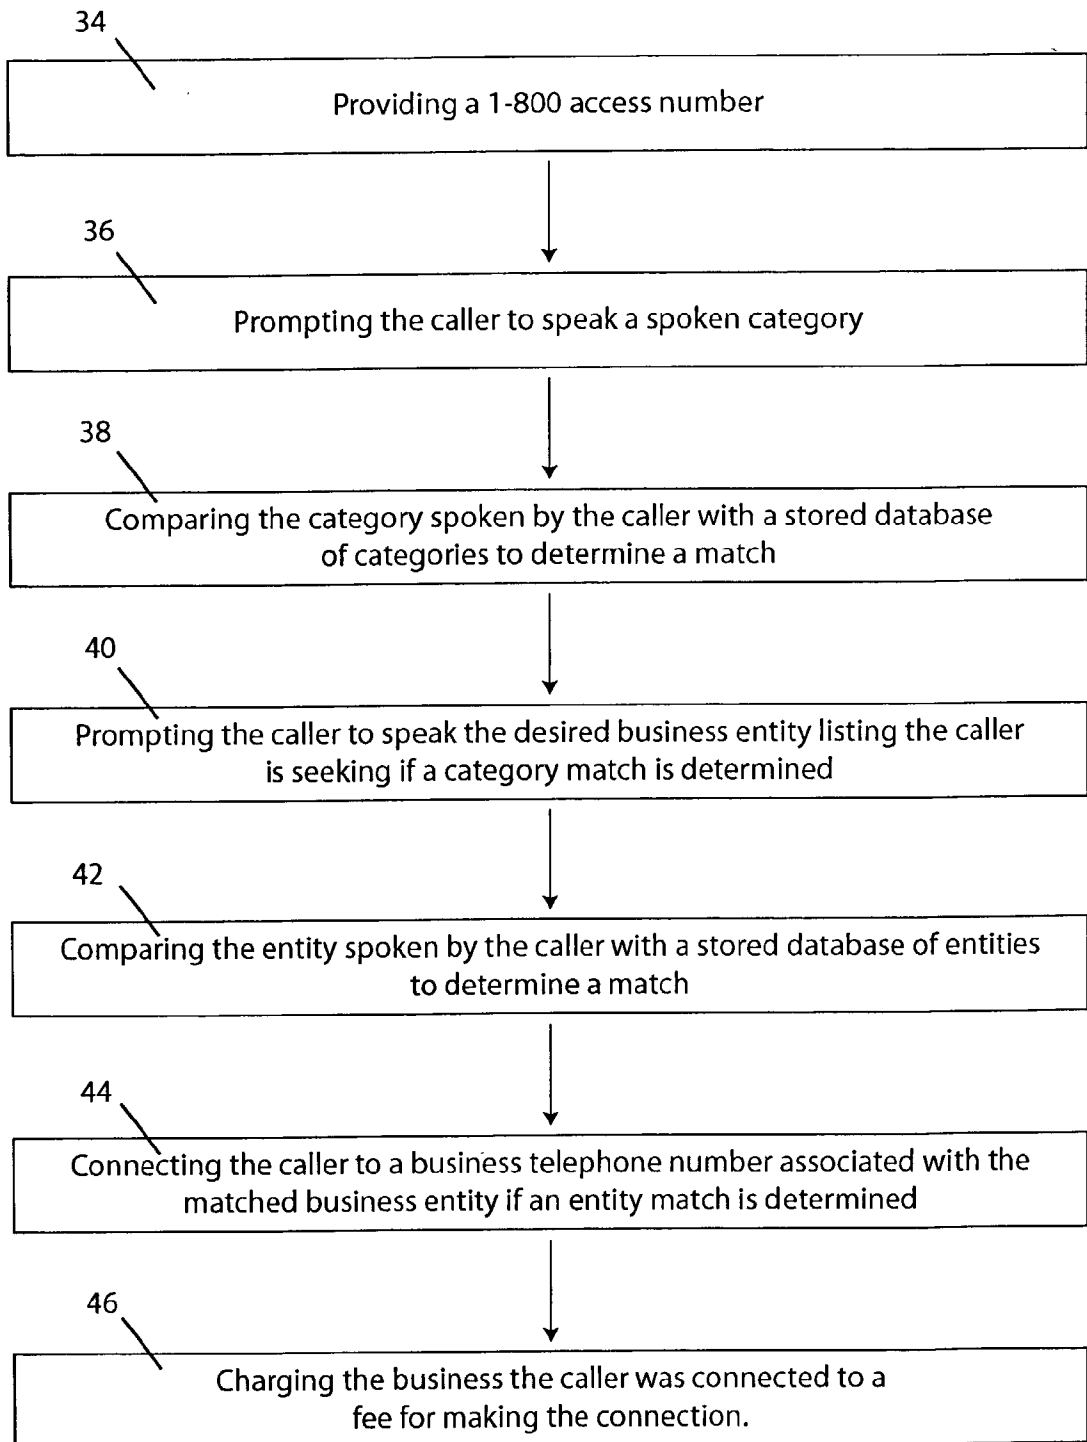 34
Providing a 1-800 access number
36
Prompting the caller to speak a spoken category
38
Comparing the category spoken by the caller with a stored database
of categories to determine a match
40
Prompting the caller to speak the desired business entity listing the caller
is seeking if a category match is determined
42
Comparing the entity spoken by the caller with a stored database of entities
to determine a match
44
Connecting the caller to a business telephone number associated with the
matched business entity if an entity match is determined
46
Charging the business the caller was connected to a
fee for making the connection.